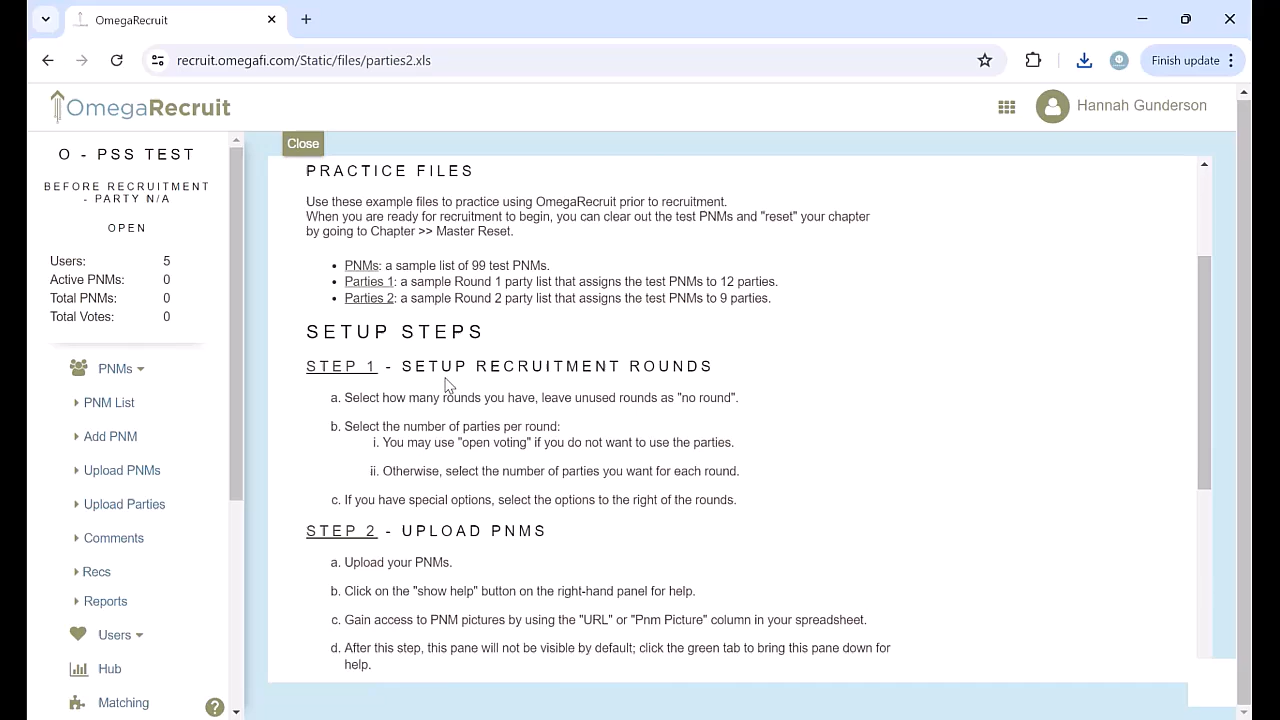 OmegaRecruit
recruit.omegafi.com/Static/files/parties2.xls
Finish update
OmegaRecruit
Hannah Gunderson
O - PSS TEST
BEFORE RECRUITMENT
- PARTY N/A
OPEN
Users: 5
Active PNMs: 0
Total PNMs: 0
Total Votes: 0
PNMs
PNM List
Add PNM
Upload PNMs
Upload Parties
Comments
Recs
Reports
Users
Hub
Matching
?
Close
PRACTICE FILES
Use these example files to practice using OmegaRecruit prior to recruitment.
When you are ready for recruitment to begin, you can clear out the test PNMs and "reset" your chapter
by going to Chapter >> Master Reset.
• PNMs: a sample list of 99 test PNMs.
• Parties 1: a sample Round 1 party list that assigns the test PNMs to 12 parties.
• Parties 2: a sample Round 2 party list that assigns the test PNMs to 9 parties.
SETUP STEPS
STEP 1 - SETUP RECRUITMENT ROUNDS
a. Select how many rounds you have, leave unused rounds as "no round".
b. Select the number of parties per round:
i. You may use "open voting" if you do not want to use the parties.
ii. Otherwise, select the number of parties you want for each round.
c. If you have special options, select the options to the right of the rounds.
STEP 2 - UPLOAD PNMS
a. Upload your PNMs.
b. Click on the "show help" button on the right-hand panel for help.
c. Gain access to PNM pictures by using the "URL" or "Pnm Picture" column in your spreadsheet.
d. After this step, this pane will not be visible by default; click the green tab to bring this pane down for
help.